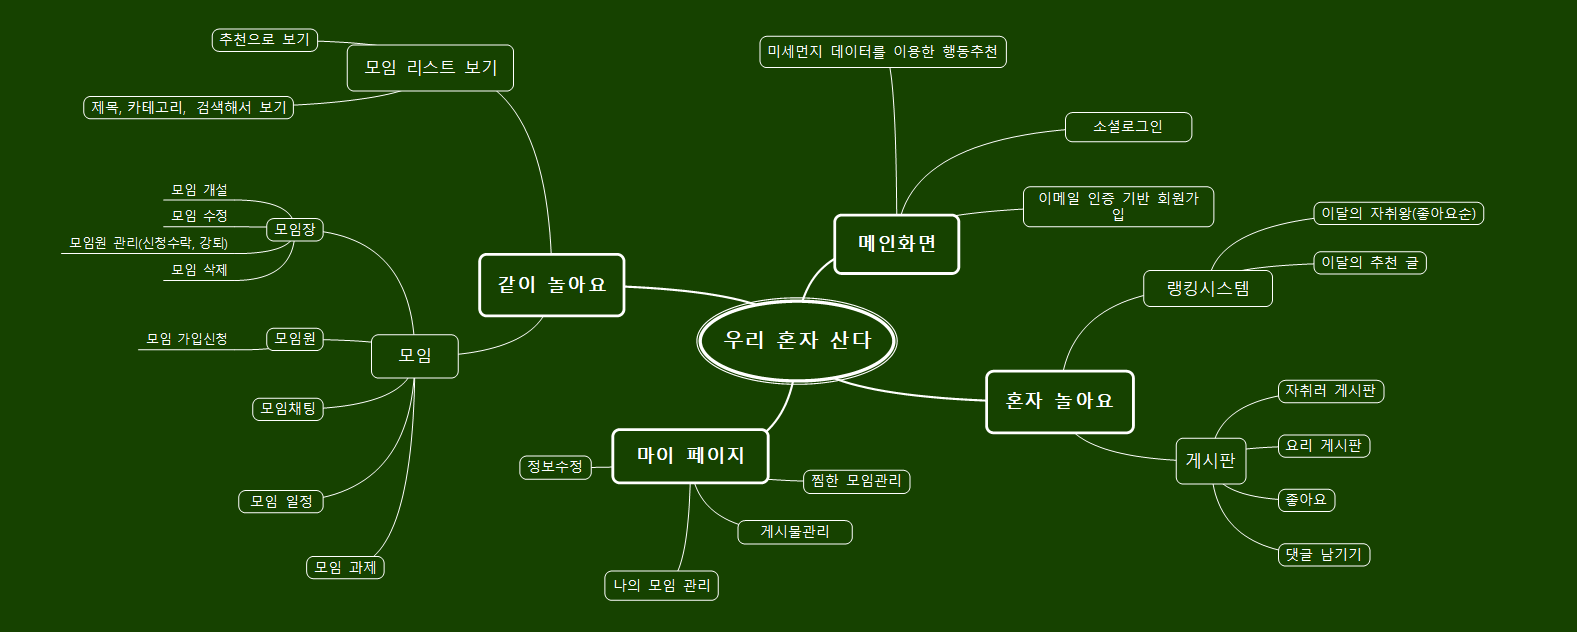 추천으로 보기
모임 리스트 보기
제목, 카테고리, 검색해서 보기
모임 개설
모임 수정
모임원 관리(신청수락, 강퇴)
모임 삭제
모임장
모임 가입신청
모임원
모임
모임채팅
모임 일정
모임 과제
같이 놀아요
미세먼지 데이터를 이용한 행동추천
소셜로그인
이메일 인증 기반 회원가
입
메인화면
우리 혼자 산다
이달의 자취왕(좋아요순)
이달의 추천 글
랭킹시스템
혼자 놀아요
자취러 게시판
요리 게시판
게시판
좋아요
댓글 남기기
마이 페이지
정보수정
찜한 모임관리
게시물관리
나의 모임 관리